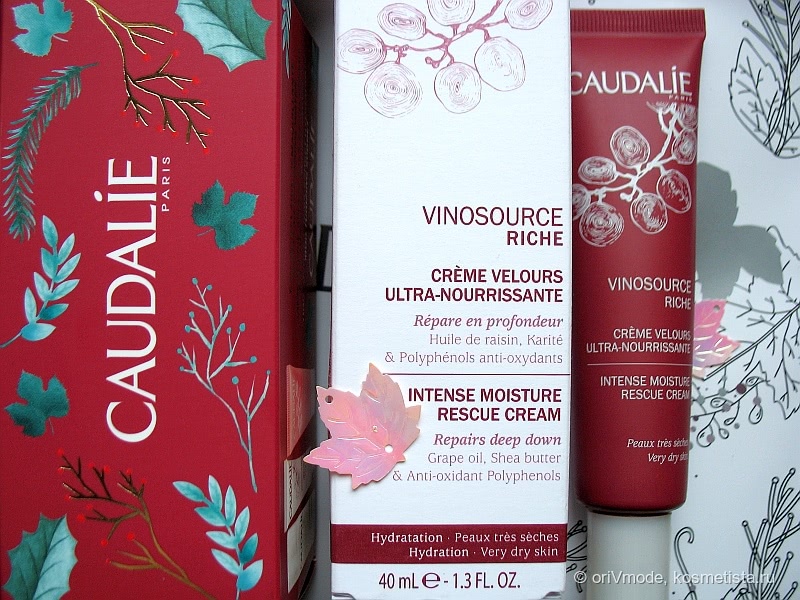 CAUDALÍE
PARIS
VINOSOURCE
RICHE
CRÈME VELOURS
ULTRA-NOURRISSANTE
Répare en profondeur
Huile de raisin, Karité
& Polyphénols anti-oxydants
INTENSE MOISTURE
RESCUE CREAM
Repairs deep down
Grape oil, Shea butter
& Anti-oxidant Polyphenols
Hydratation · Peaux très sèches
Hydration · Very dry skin
40 mL e - 1.3 FL. OZ.
CAUDALÍE
PARIS
VINOSOURCE
RICHE
CRÈME VELOURS
ULTRA-NOURRISSANTE
INTENSE MOISTURE
RESCUE CREAM
Peaux très sèches
Very dry skin
© oriVmode, kosmetista.ru